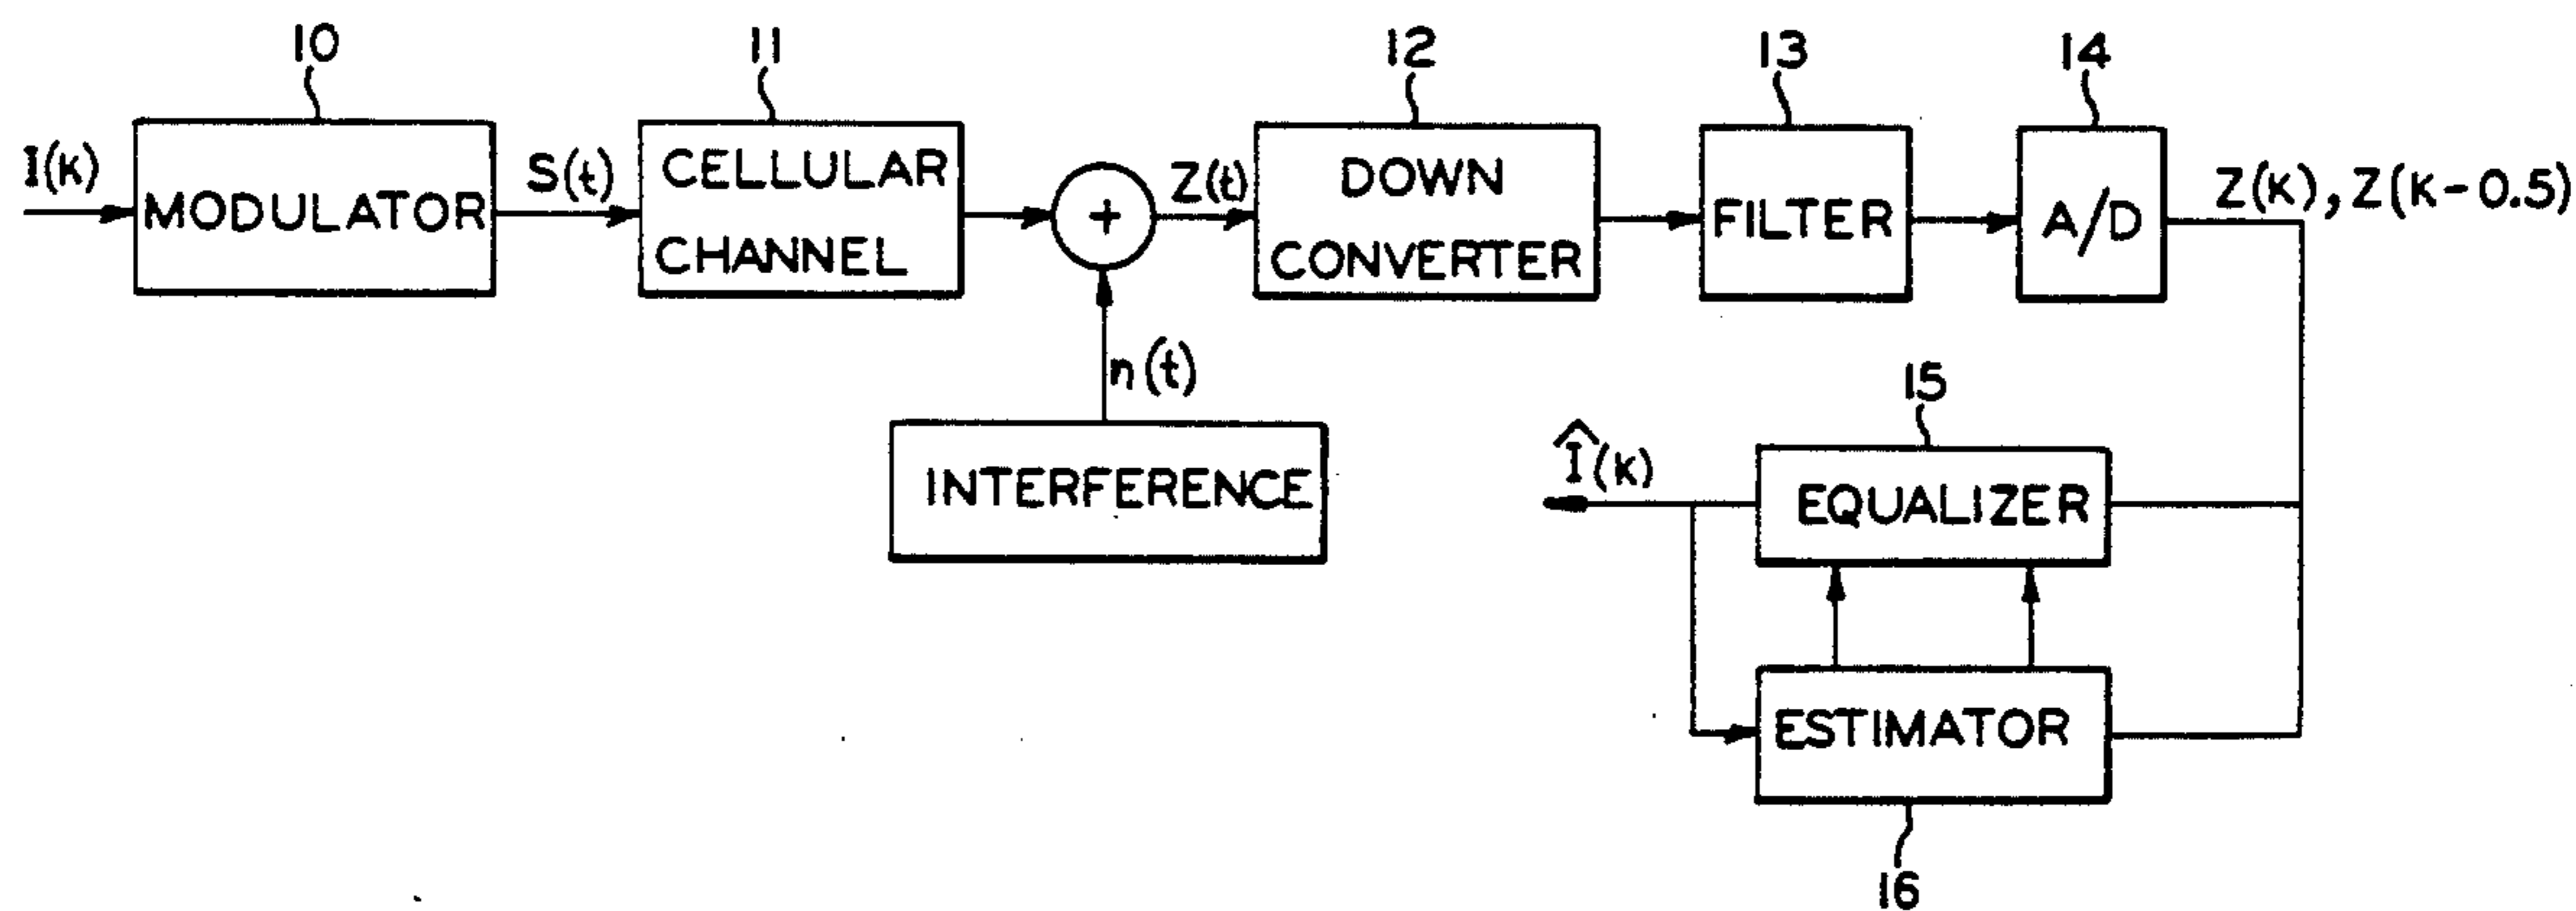 10
11
12
13
14
I(k)
MODULATOR
S(t)
CELLULAR
CHANNEL
+
Z(t)
DOWN
CONVERTER
FILTER
A/D
Z(k), Z(k-0.5)
n(t)
INTERFERENCE
15
Î(k)
EQUALIZER
ESTIMATOR
16